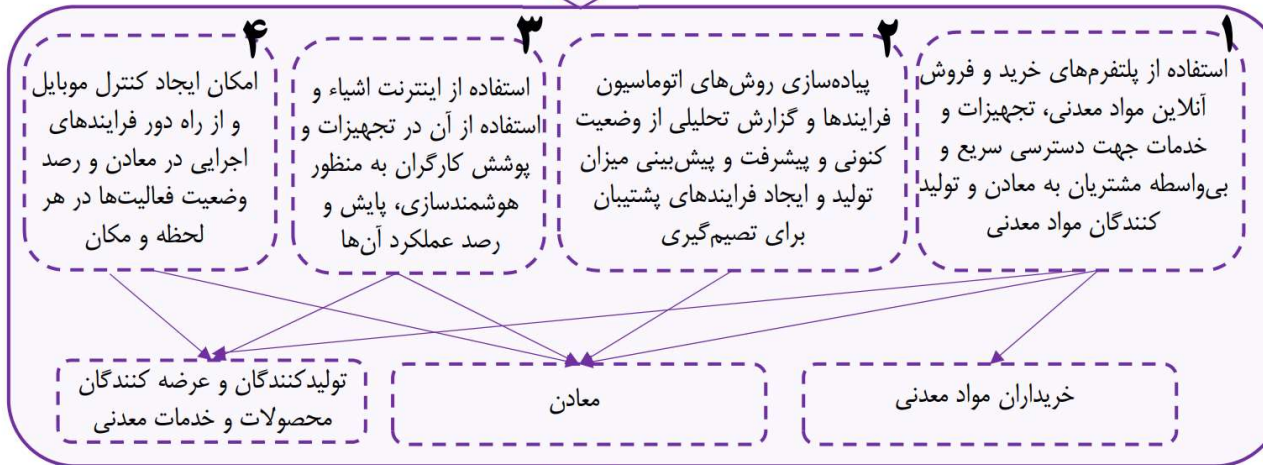 ۱
استفاده از پلتفرم‌های خرید و فروش
آنلاین مواد معدنی، تجهیزات و
خدمات جهت دسترسی سریع و
بی‌واسطه مشتریان به معادن و تولید
کنندگان مواد معدنی
۲
پیاده‌سازی روش‌های اتوماسیون
فرایندها و گزارش تحلیلی از وضعیت
کنونی و پیشرفت و پیش‌بینی میزان
تولید و ایجاد فرایندهای پشتیبان
برای تصیم‌گیری
۳
استفاده از اینترنت اشیاء و
استفاده از آن در تجهیزات و
پوشش کارگران به منظور
هوشمندسازی، پایش و
رصد عملکرد آن‌ها
۴
امکان ایجاد کنترل موبایل
و از راه دور فرایندهای
اجرایی در معادن و رصد
وضعیت فعالیت‌ها در هر
لحظه و مکان
خریداران مواد معدنی
معادن
تولیدکنندگان و عرضه کنندگان
محصولات و خدمات معدنی